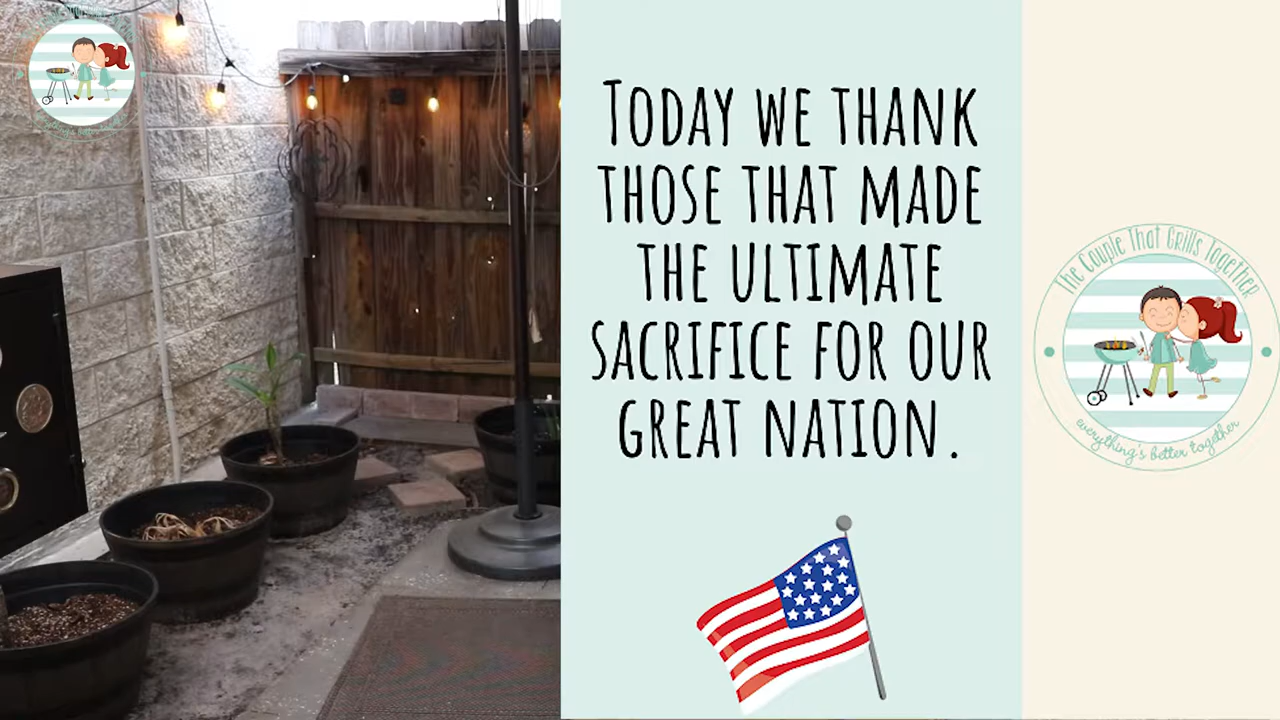 TODAY WE THANK
THOSE THAT MADE
THE ULTIMATE
SACRIFICE FOR OUR
GREAT NATION.
The Couple That Grills Together
everything's better together